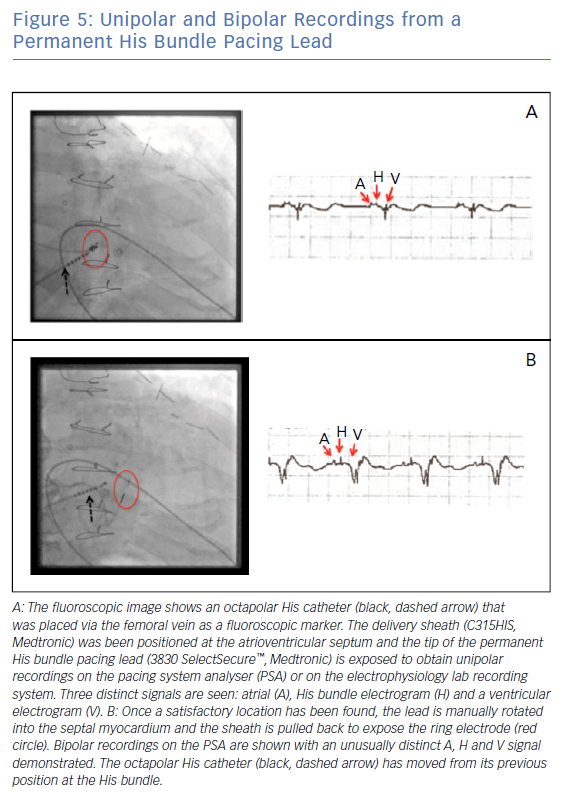 Figure 5: Unipolar and Bipolar Recordings from a
Permanent His Bundle Pacing Lead
A
A H V
B
A H V
A: The fluoroscopic image shows an octapolar His catheter (black, dashed arrow) that
was placed via the femoral vein as a fluoroscopic marker. The delivery sheath (C315HIS,
Medtronic) was been positioned at the atrioventricular septum and the tip of the permanent
His bundle pacing lead (3830 SelectSecure™, Medtronic) is exposed to obtain unipolar
recordings on the pacing system analyser (PSA) or on the electrophysiology lab recording
system. Three distinct signals are seen: atrial (A), His bundle electrogram (H) and a ventricular
electrogram (V). B: Once a satisfactory location has been found, the lead is manually rotated
into the septal myocardium and the sheath is pulled back to expose the ring electrode (red
circle). Bipolar recordings on the PSA are shown with an unusually distinct A, H and V signal
demonstrated. The octapolar His catheter (black, dashed arrow) has moved from its previous
position at the His bundle.